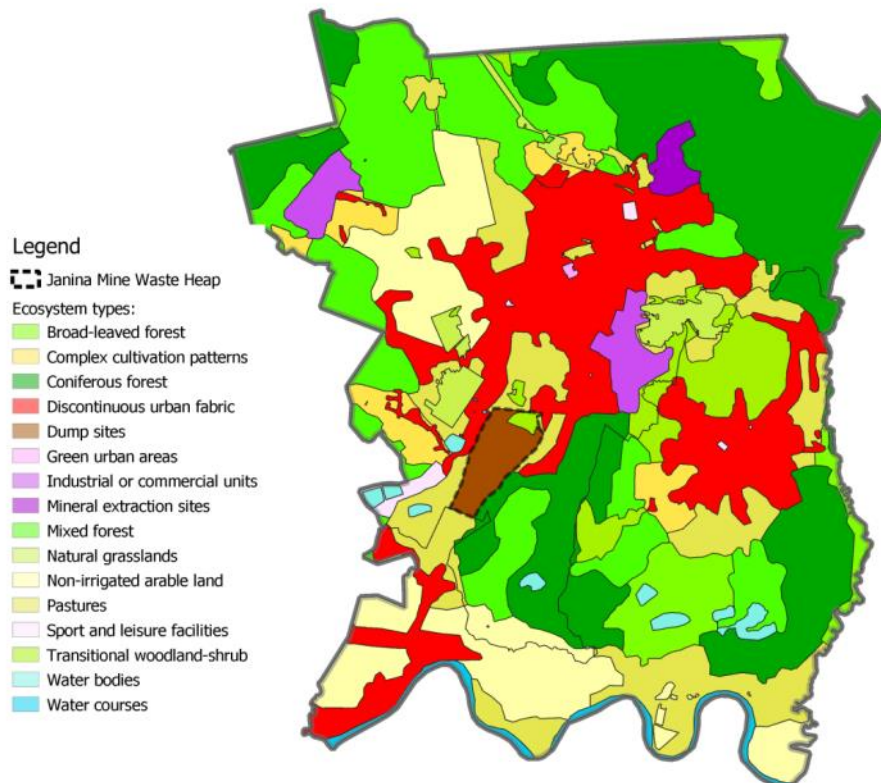 Legend
Janina Mine Waste Heap
Ecosystem types:
Broad-leaved forest
Complex cultivation patterns
Coniferous forest
Discontinuous urban fabric
Dump sites
Green urban areas
Industrial or commercial units
Mineral extraction sites
Mixed forest
Natural grasslands
Non-irrigated arable land
Pastures
Sport and leisure facilities
Transitional woodland-shrub
Water bodies
Water courses